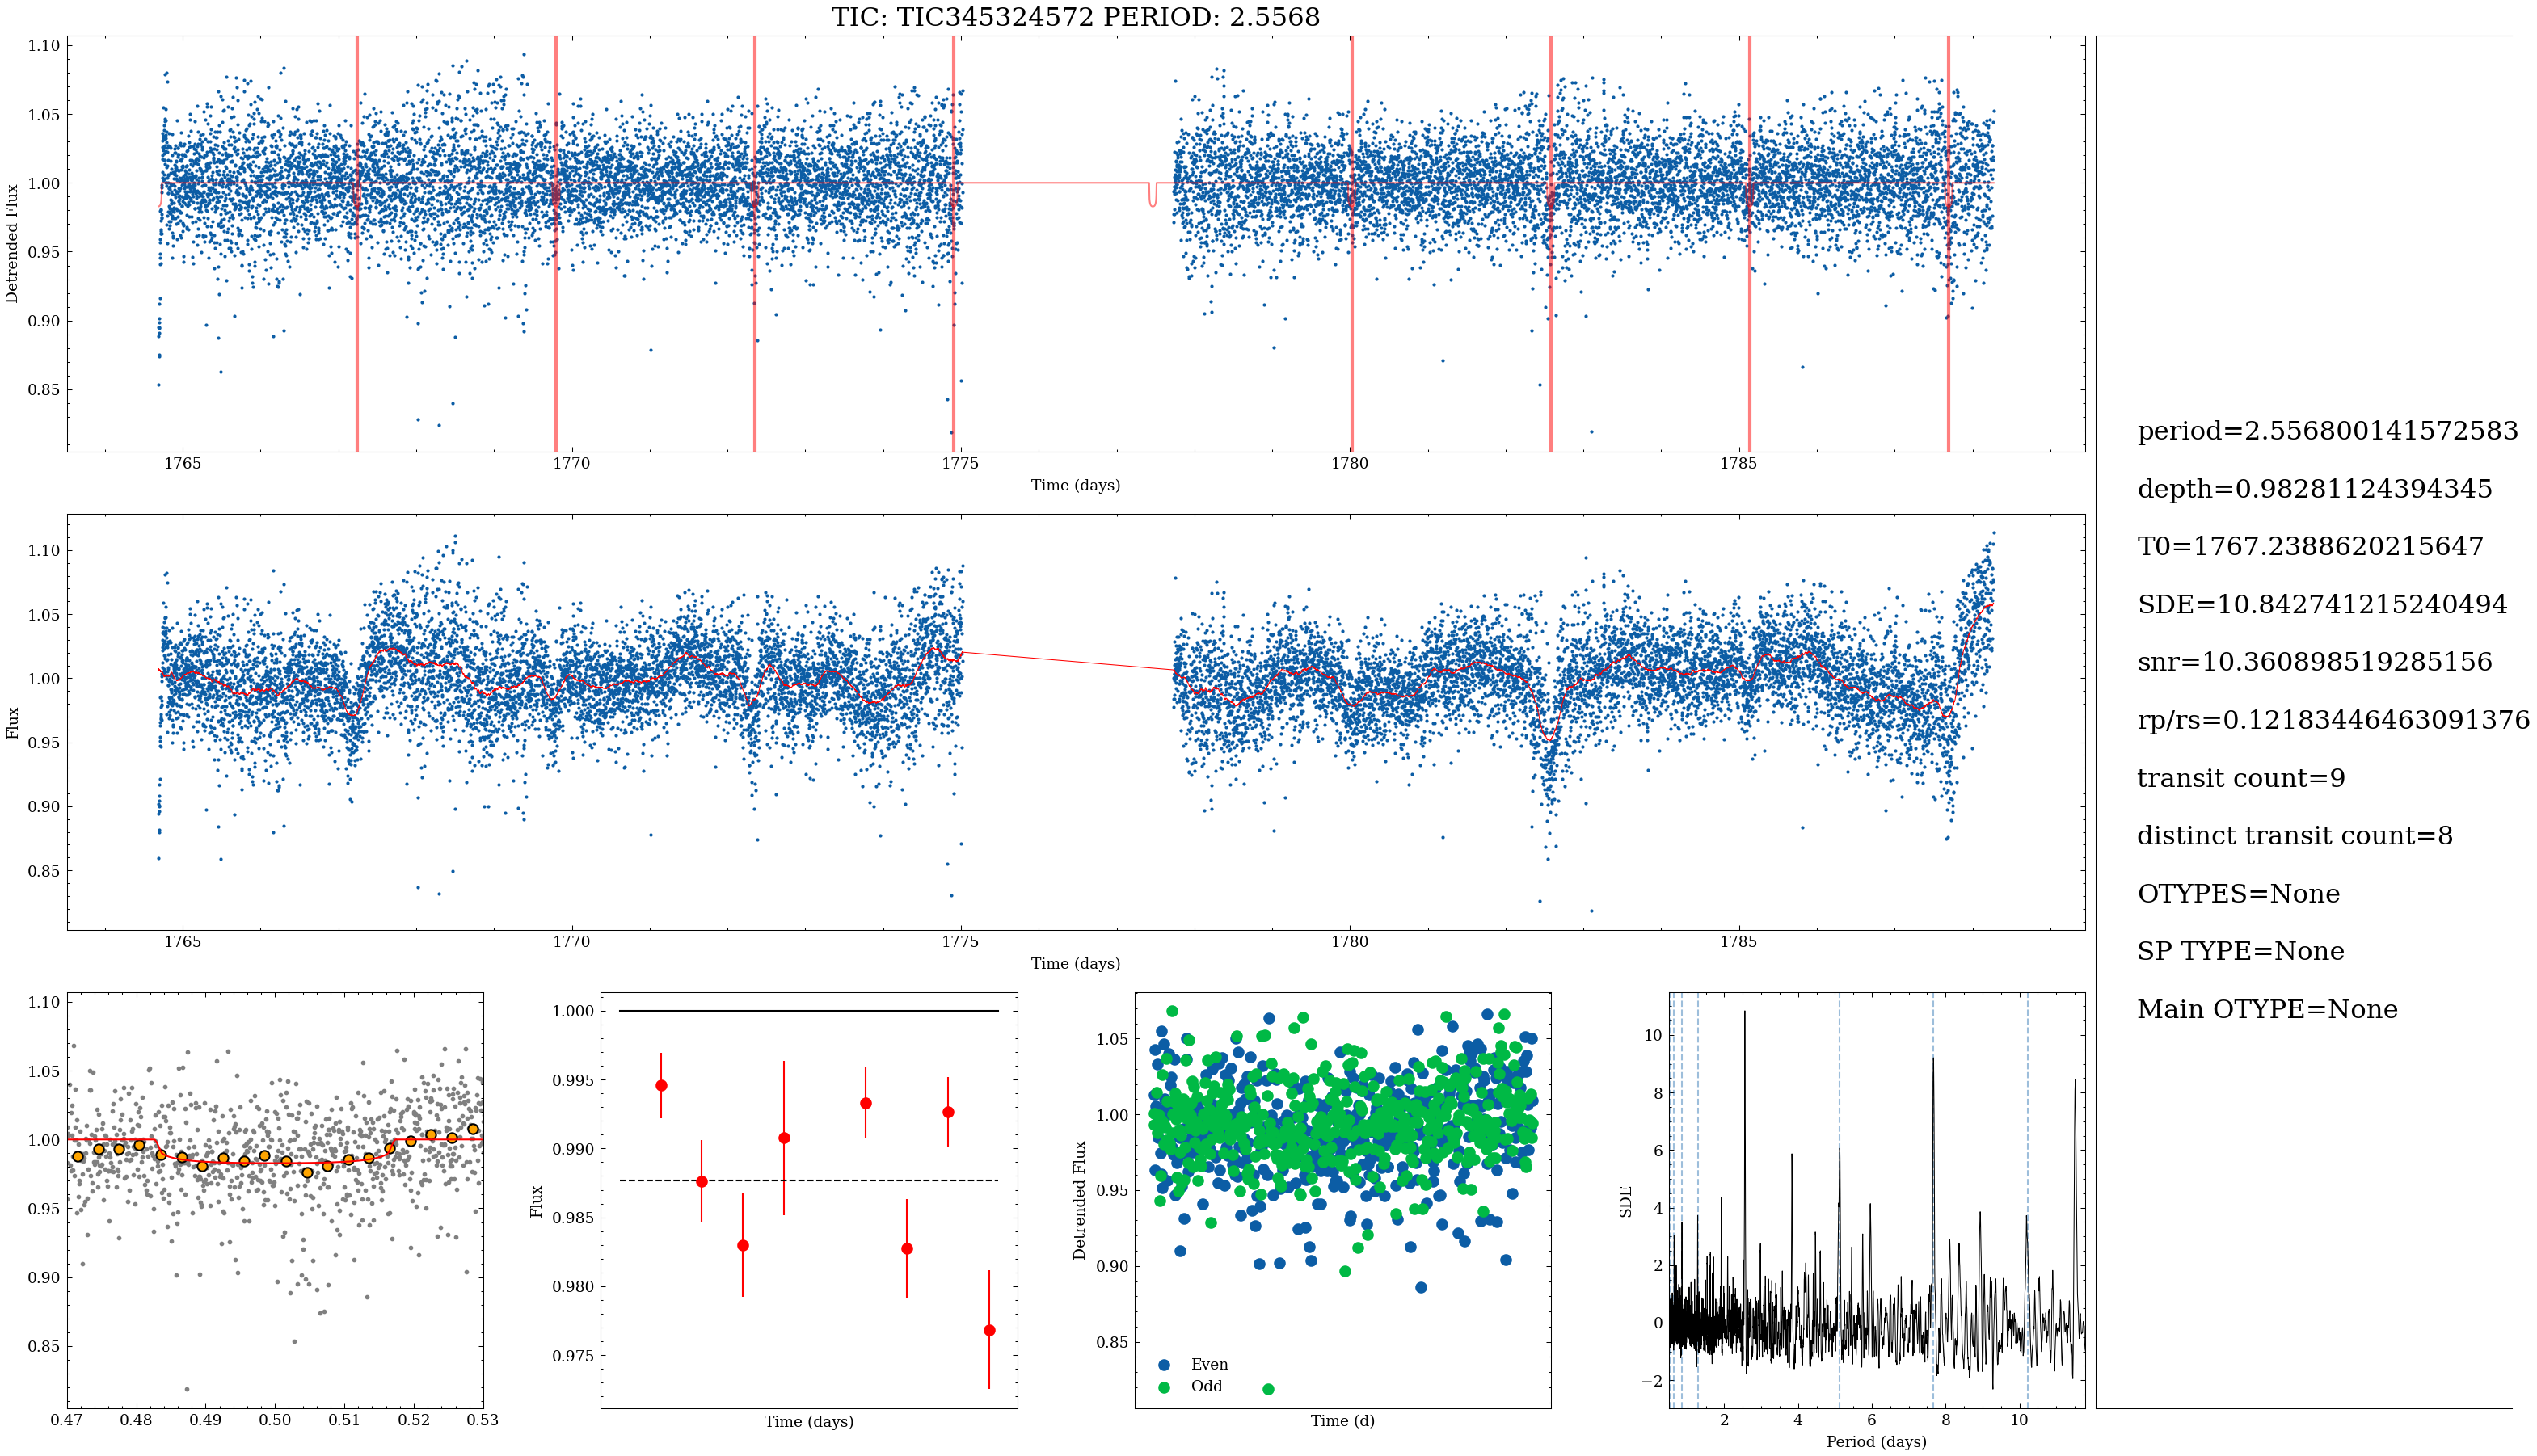 TIC: TIC345324572 PERIOD: 2.5568
1.10
1.05
1.00
0.95
0.90
0.85
Detrended Flux
1765
1770
1775
1780
1785
Time (days)
1.10
1.05
1.00
0.95
0.90
0.85
Flux
1765
1770
1775
1780
1785
Time (days)
1.10
1.05
1.00
0.95
0.90
0.85
0.47
0.48
0.49
0.50
0.51
0.52
0.53
1.000
0.995
0.990
0.985
0.980
0.975
Flux
Time (days)
1.05
1.00
0.95
0.90
0.85
Detrended Flux
Even
Odd
Time (d)
10
8
6
4
2
0
−2
SDE
2
4
6
8
10
Period (days)
period=2.556800141572583
depth=0.98281124394345
T0=1767.2388620215647
SDE=10.842741215240494
snr=10.360898519285156
rp/rs=0.12183446463091376
transit count=9
distinct transit count=8
OTYPES=None
SP TYPE=None
Main OTYPE=None